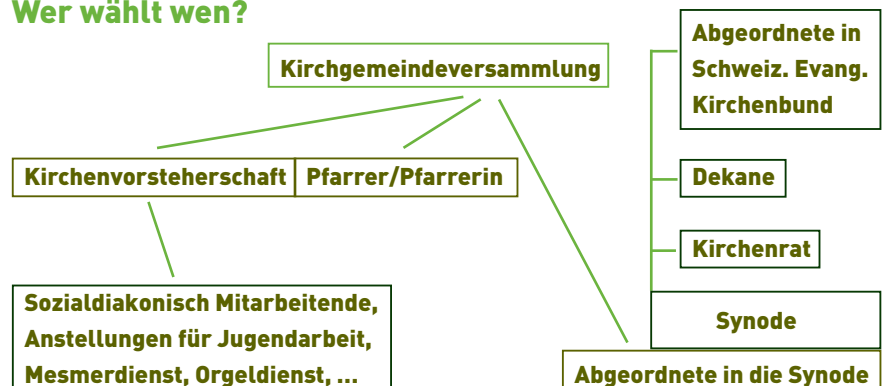 Wer wählt wen?
Kirchgemeindeversammlung
Abgeordnete in
Schweiz. Evang.
Kirchenbund
Kirchenvorsteherschaft
Pfarrer/Pfarrerin
Dekane
Kirchenrat
Sozialdiakonisch Mitarbeitende,
Anstellungen für Jugendarbeit,
Mesmerdienst, Orgeldienst, ...
Synode
Abgeordnete in die Synode